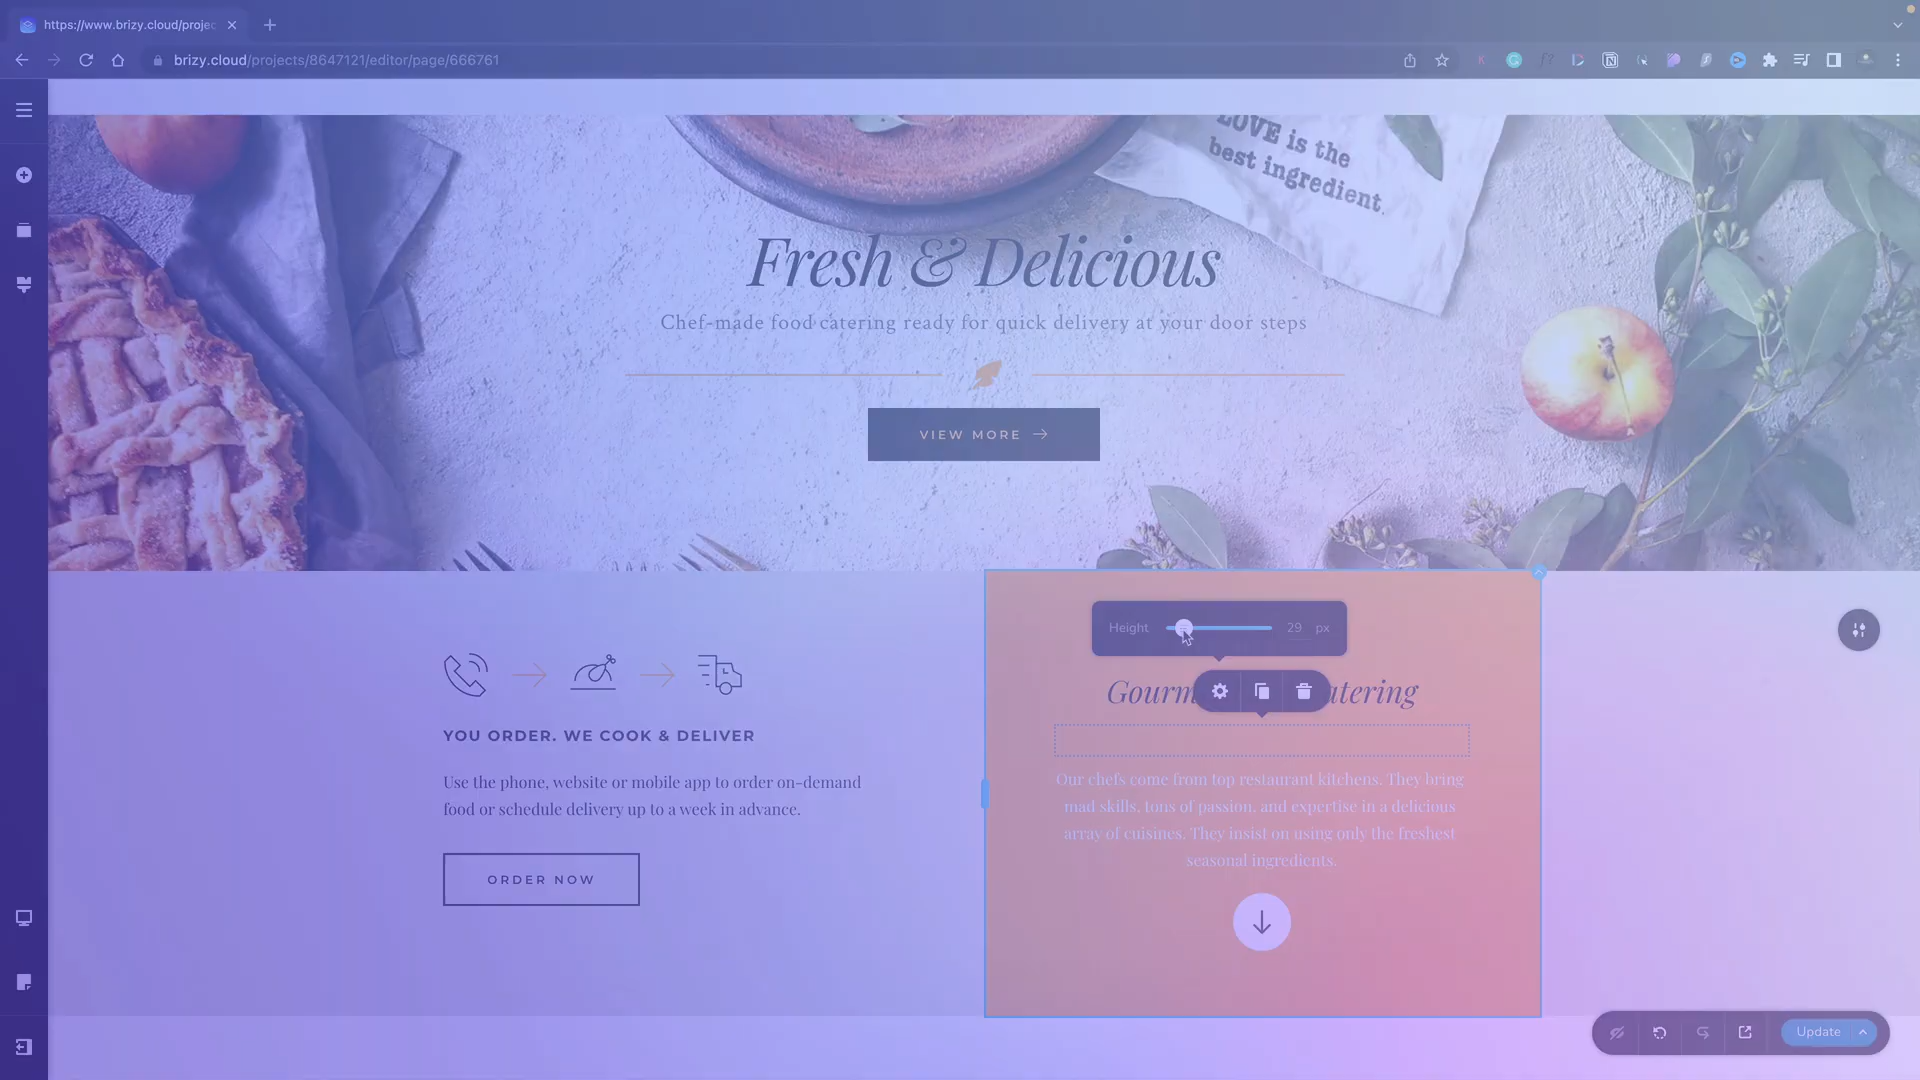 https://www.brizy.cloud/projec
brizy.cloud/projects/8647121/editor/page/666761
LOVE is the
best ingredient
Fresh & Delicious
Chef-made food catering ready for quick delivery at your door steps
VIEW MORE
Height 29 px
YOU ORDER. WE COOK & DELIVER
Use the phone, website or mobile app to order on-demand
food or schedule delivery up to a week in advance.
ORDER NOW
Gourm atering
Our chefs come from top restaurant kitchens. They bring
mad skills, tons of passion, and expertise in a delicious
array of cuisines. They insist on using only the freshest
seasonal ingredients.
Update